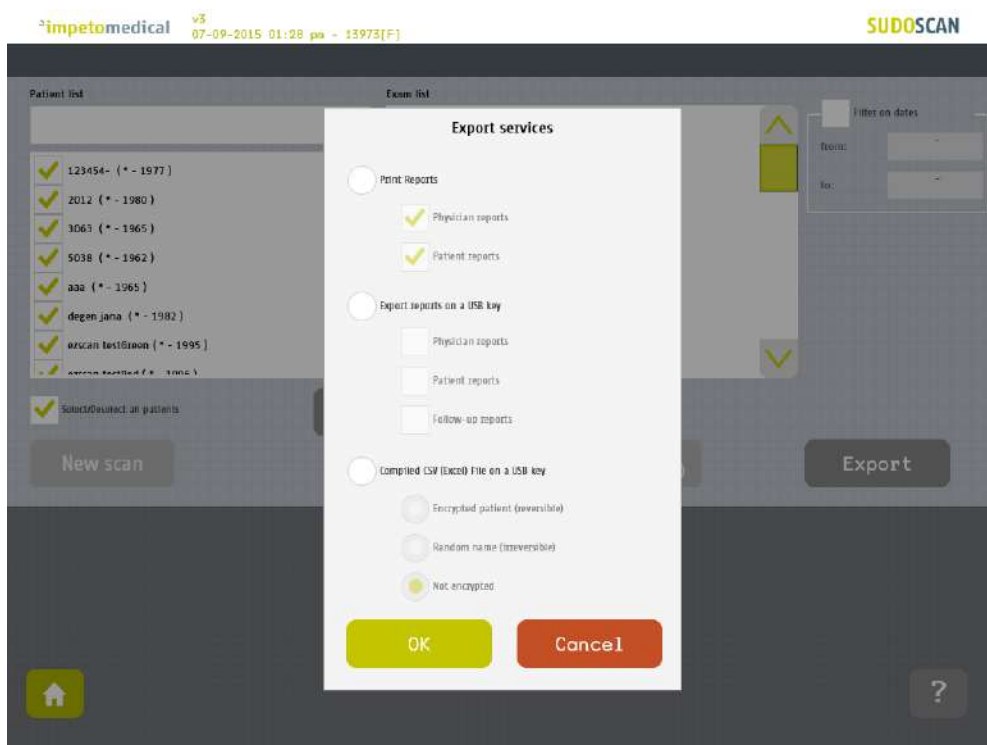 impetomedical
v3
07-09-2015 01:28 pm - 13973[F]
SUDOSCAN
Patient list
Exam list
Filter on dates
from:
to:
123454- (* - 1977)
2012 (* - 1980)
3063 (* - 1965)
5038 (* - 1962)
aaa (* - 1965)
degen jana (* - 1982)
ezscan testGreen (* - 1995)
Select/Deselect all patients
New scan
Export
Export services
Print Reports
Physician reports
Patient reports
Export reports on a USB key
Physician reports
Patient reports
Follow-up reports
Compiled CSV (Excel) File on a USB key
Encrypted patient (reversible)
Random name (irreversible)
Not encrypted
OK
Cancel
?